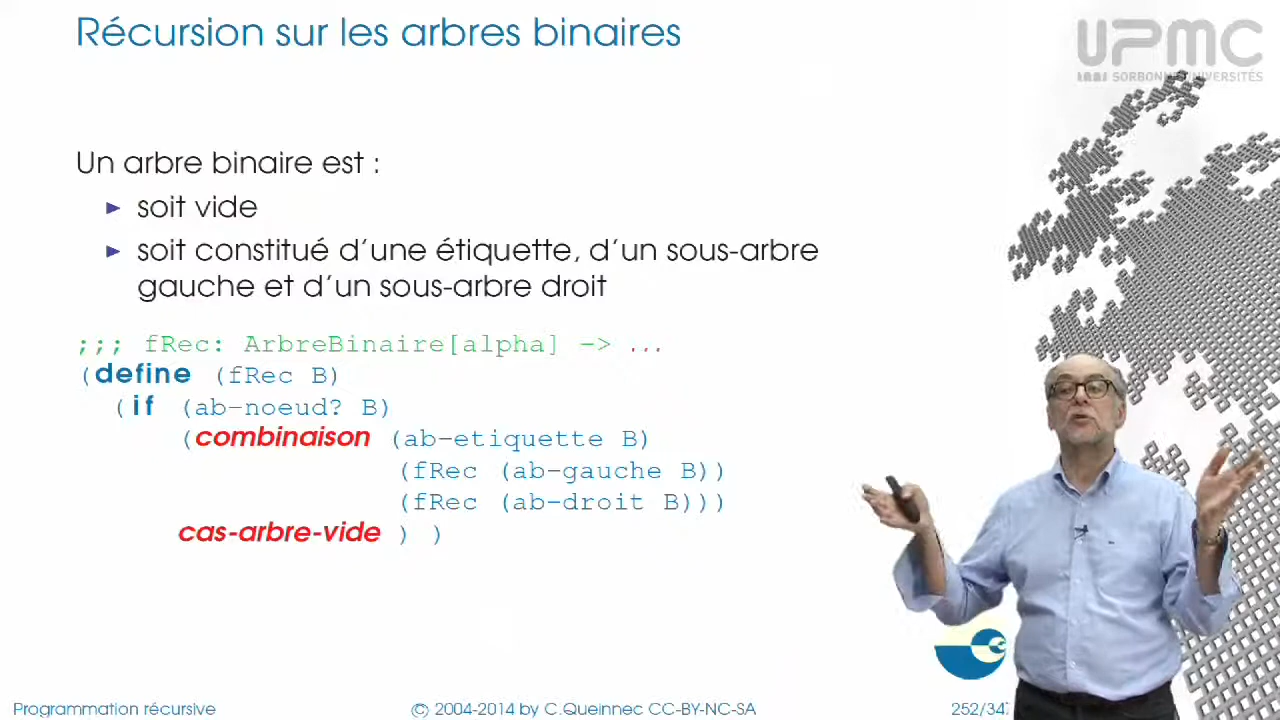 Récursion sur les arbres binaires
UPMC
SORBONNE UNIVERSITÉS
Un arbre binaire est :
► soit vide
► soit constitué d'une étiquette, d'un sous-arbre
gauche et d'un sous-arbre droit
;;; fRec: ArbreBinaire[alpha] -> ...
(define (fRec B)
(if (ab-noeud? B)
(combinaison (ab-etiquette B)
(fRec (ab-gauche B))
(fRec (ab-droit B)))
cas-arbre-vide ) )
Programmation récursive
© 2004-2014 by C.Queinnec CC-BY-NC-SA